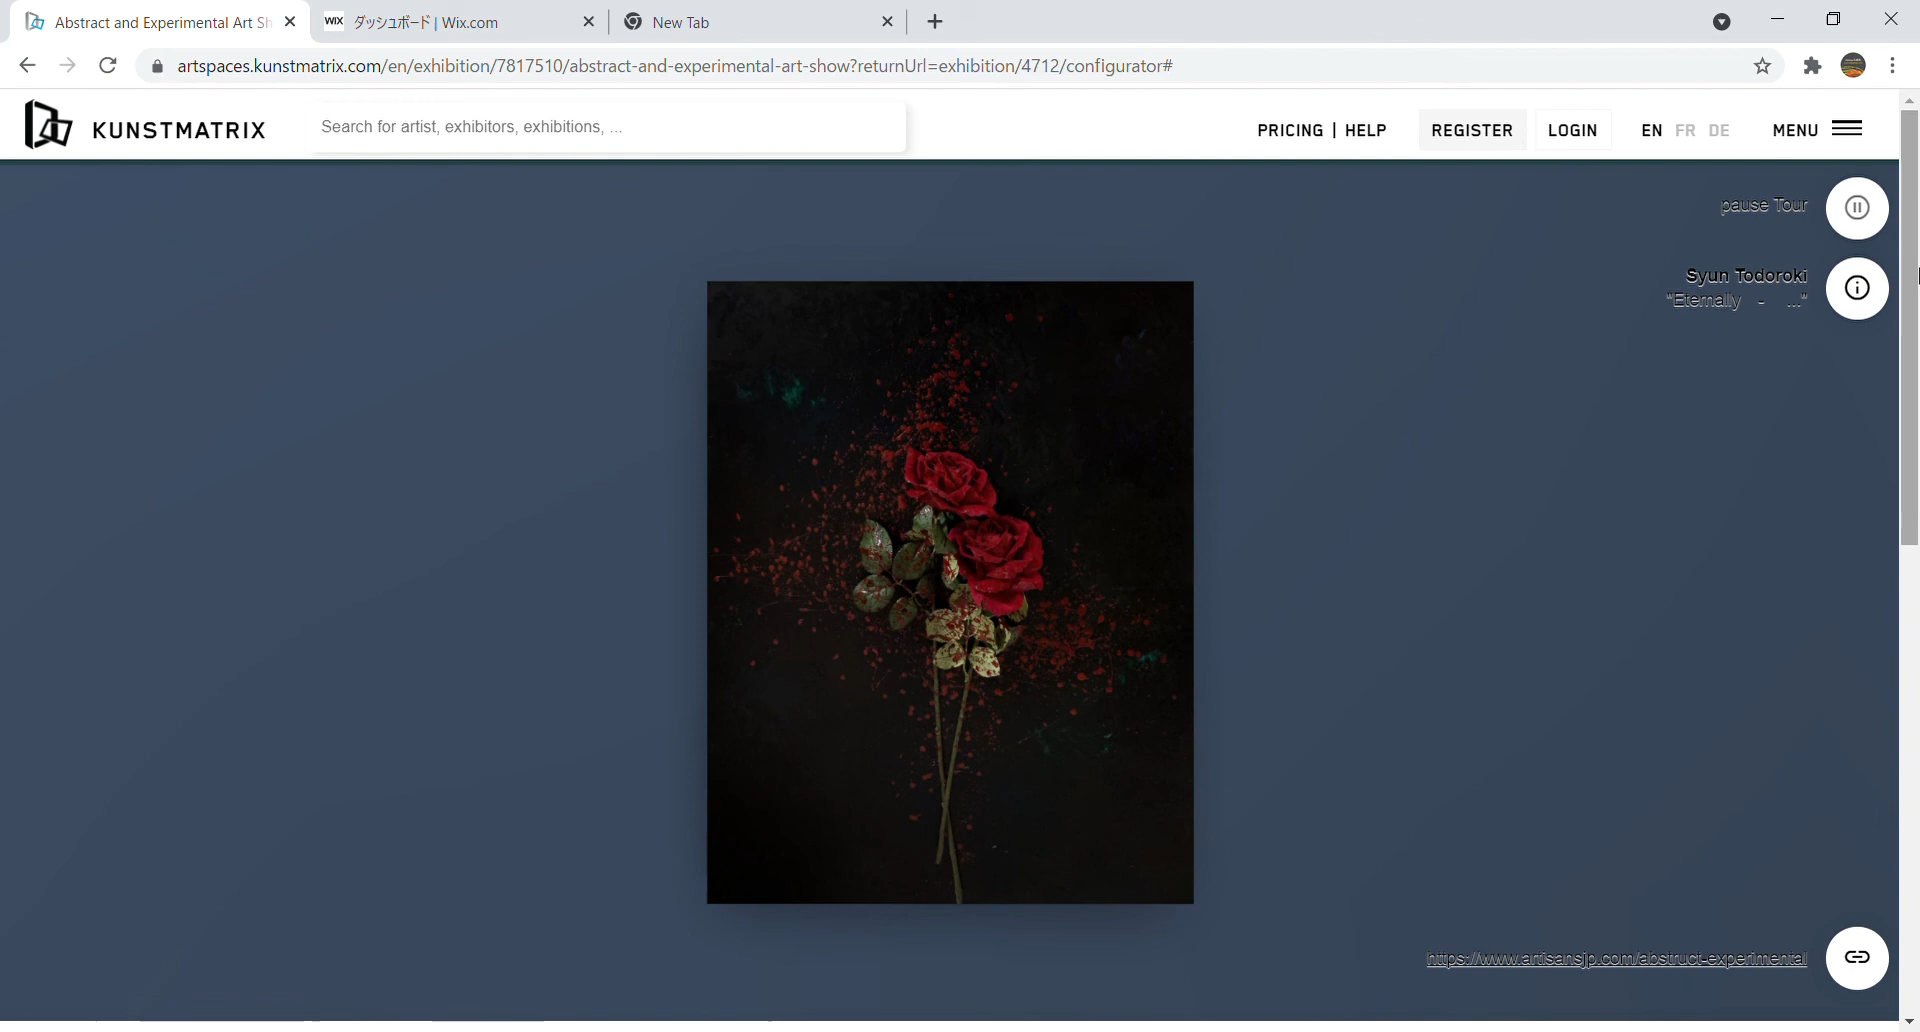 Abstract and Experimental Art Sh
WIX ダッシュボード | Wix.com
New Tab
artspaces.kunstmatrix.com/en/exhibition/7817510/abstract-and-experimental-art-show?returnUrl=exhibition/4712/configurator#
KUNSTMATRIX
Search for artist, exhibitors, exhibitions, ...
PRICING | HELP
REGISTER
LOGIN
EN FR DE
MENU
pause Tour
Syun Todoroki
"Eternally - ..."
https://www.artisansjp.com/abstruct-experimental